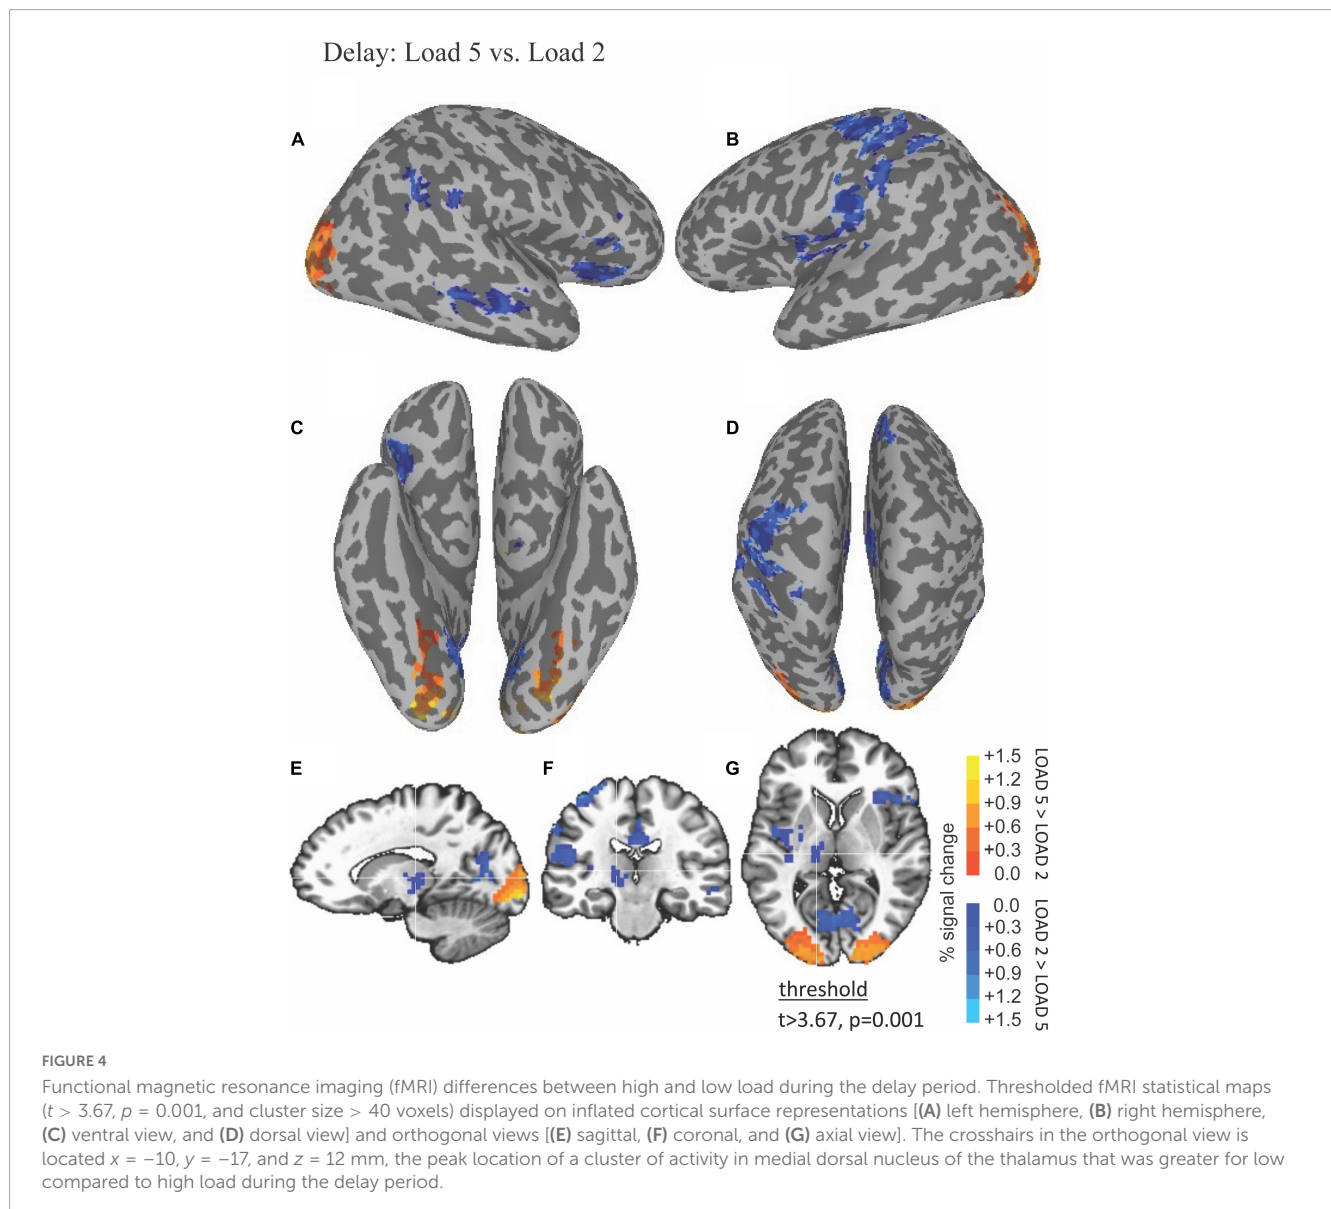 Delay: Load 5 vs. Load 2
A
B
C
D
E
F
G
% signal change
+1.5
+1.2
+0.9
+0.6
+0.3
0.0
LOAD 5 > LOAD 2
0.0
+0.3
+0.6
+0.9
+1.2
+1.5
LOAD 2 > LOAD 5
threshold
t>3.67, p=0.001
FIGURE 4
Functional magnetic resonance imaging (fMRI) differences between high and low load during the delay period. Thresholded fMRI statistical maps
(t > 3.67, p = 0.001, and cluster size > 40 voxels) displayed on inflated cortical surface representations [(A) left hemisphere, (B) right hemisphere,
(C) ventral view, and (D) dorsal view] and orthogonal views [(E) sagittal, (F) coronal, and (G) axial view]. The crosshairs in the orthogonal view is
located x = −10, y = −17, and z = 12 mm, the peak location of a cluster of activity in medial dorsal nucleus of the thalamus that was greater for low
compared to high load during the delay period.